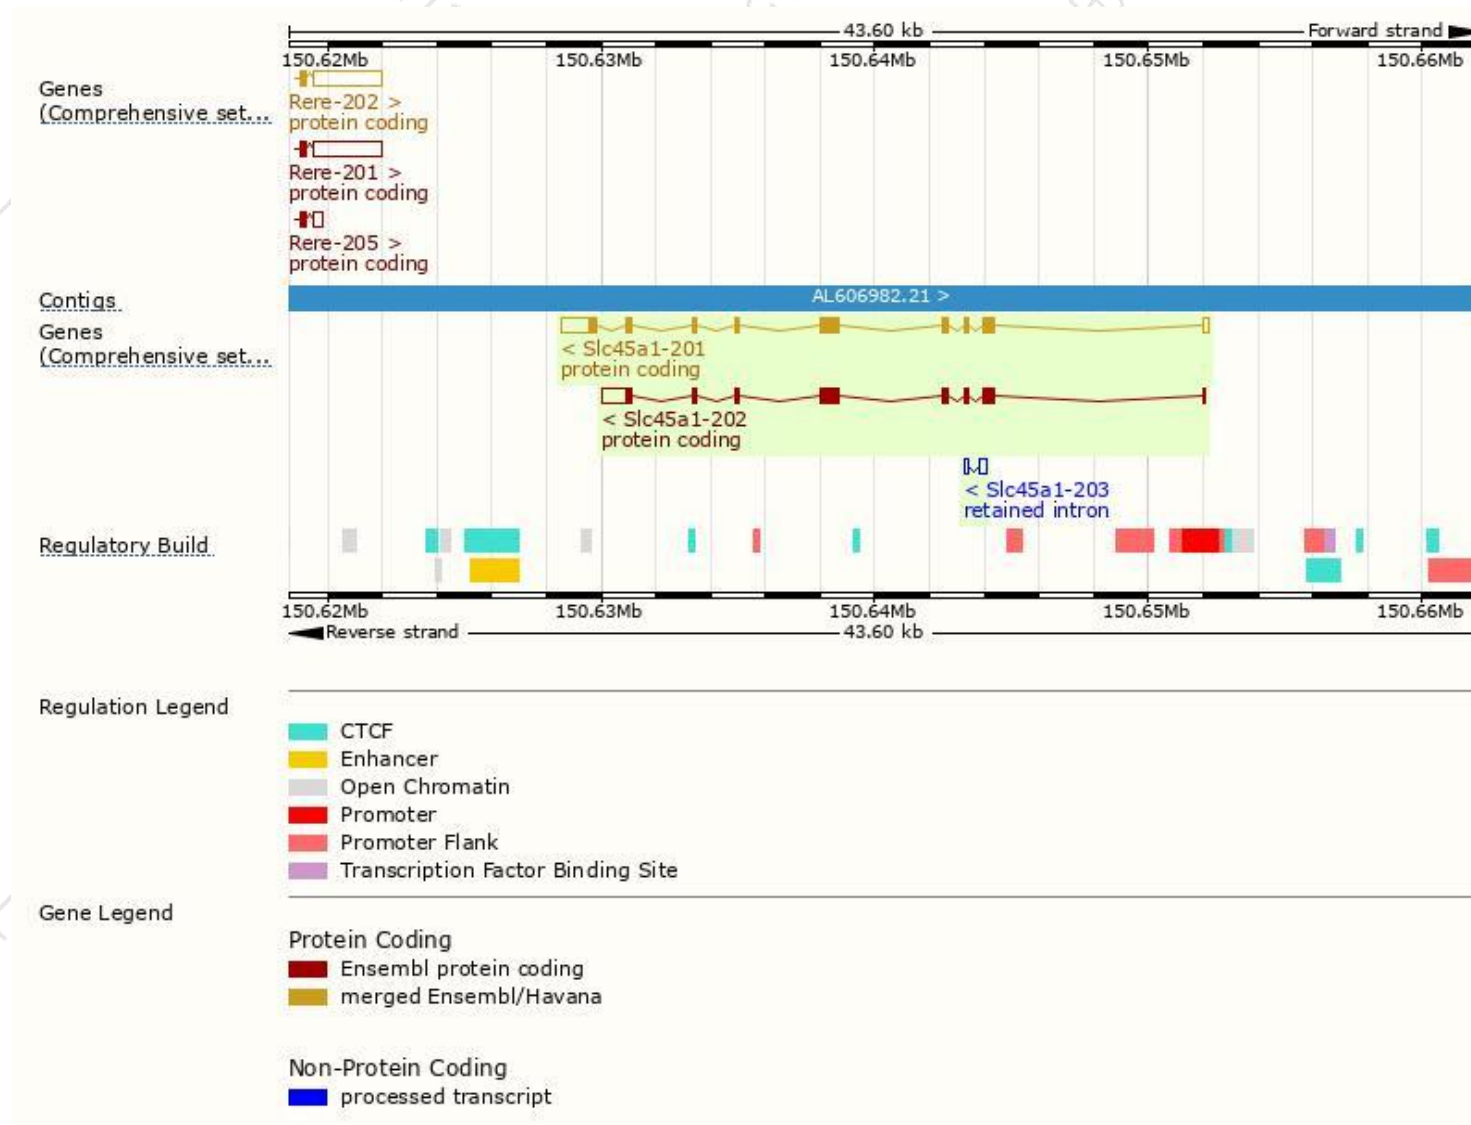 43.60 kb
Forward strand
150.62Mb 150.63Mb 150.64Mb 150.65Mb 150.66Mb
Genes
(Comprehensive set...
Rere-202 >
protein coding
Rere-201 >
protein coding
Rere-205 >
protein coding
Contigs
AL606982.21 >
Genes
(Comprehensive set...
< Slc45a1-201
protein coding
< Slc45a1-202
protein coding
< Slc45a1-203
retained intron
Regulatory Build
150.62Mb 150.63Mb 150.64Mb 150.65Mb 150.66Mb
Reverse strand
43.60 kb
Regulation Legend
CTCF
Enhancer
Open Chromatin
Promoter
Promoter Flank
Transcription Factor Binding Site
Gene Legend
Protein Coding
Ensembl protein coding
merged Ensembl/Havana
Non-Protein Coding
processed transcript